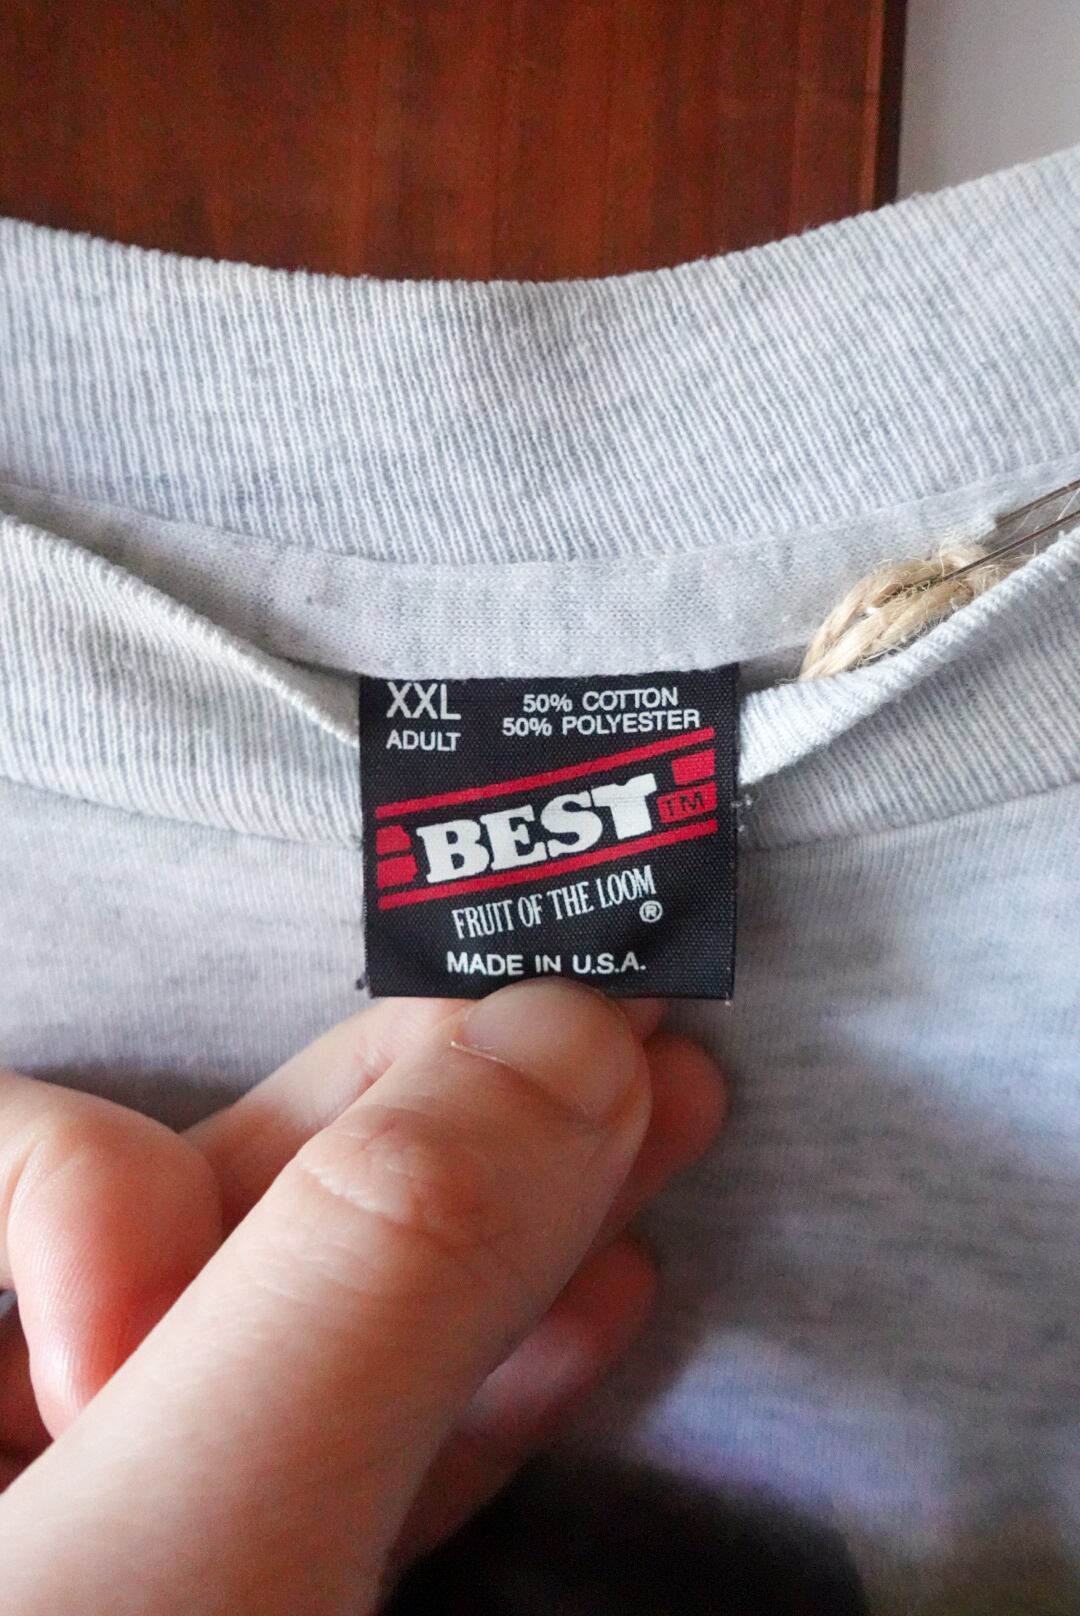 XXL
ADULT
50% COTTON
50% POLYESTER
BEST TM
FRUIT OF THE LOOM
®
MADE IN U.S.A.